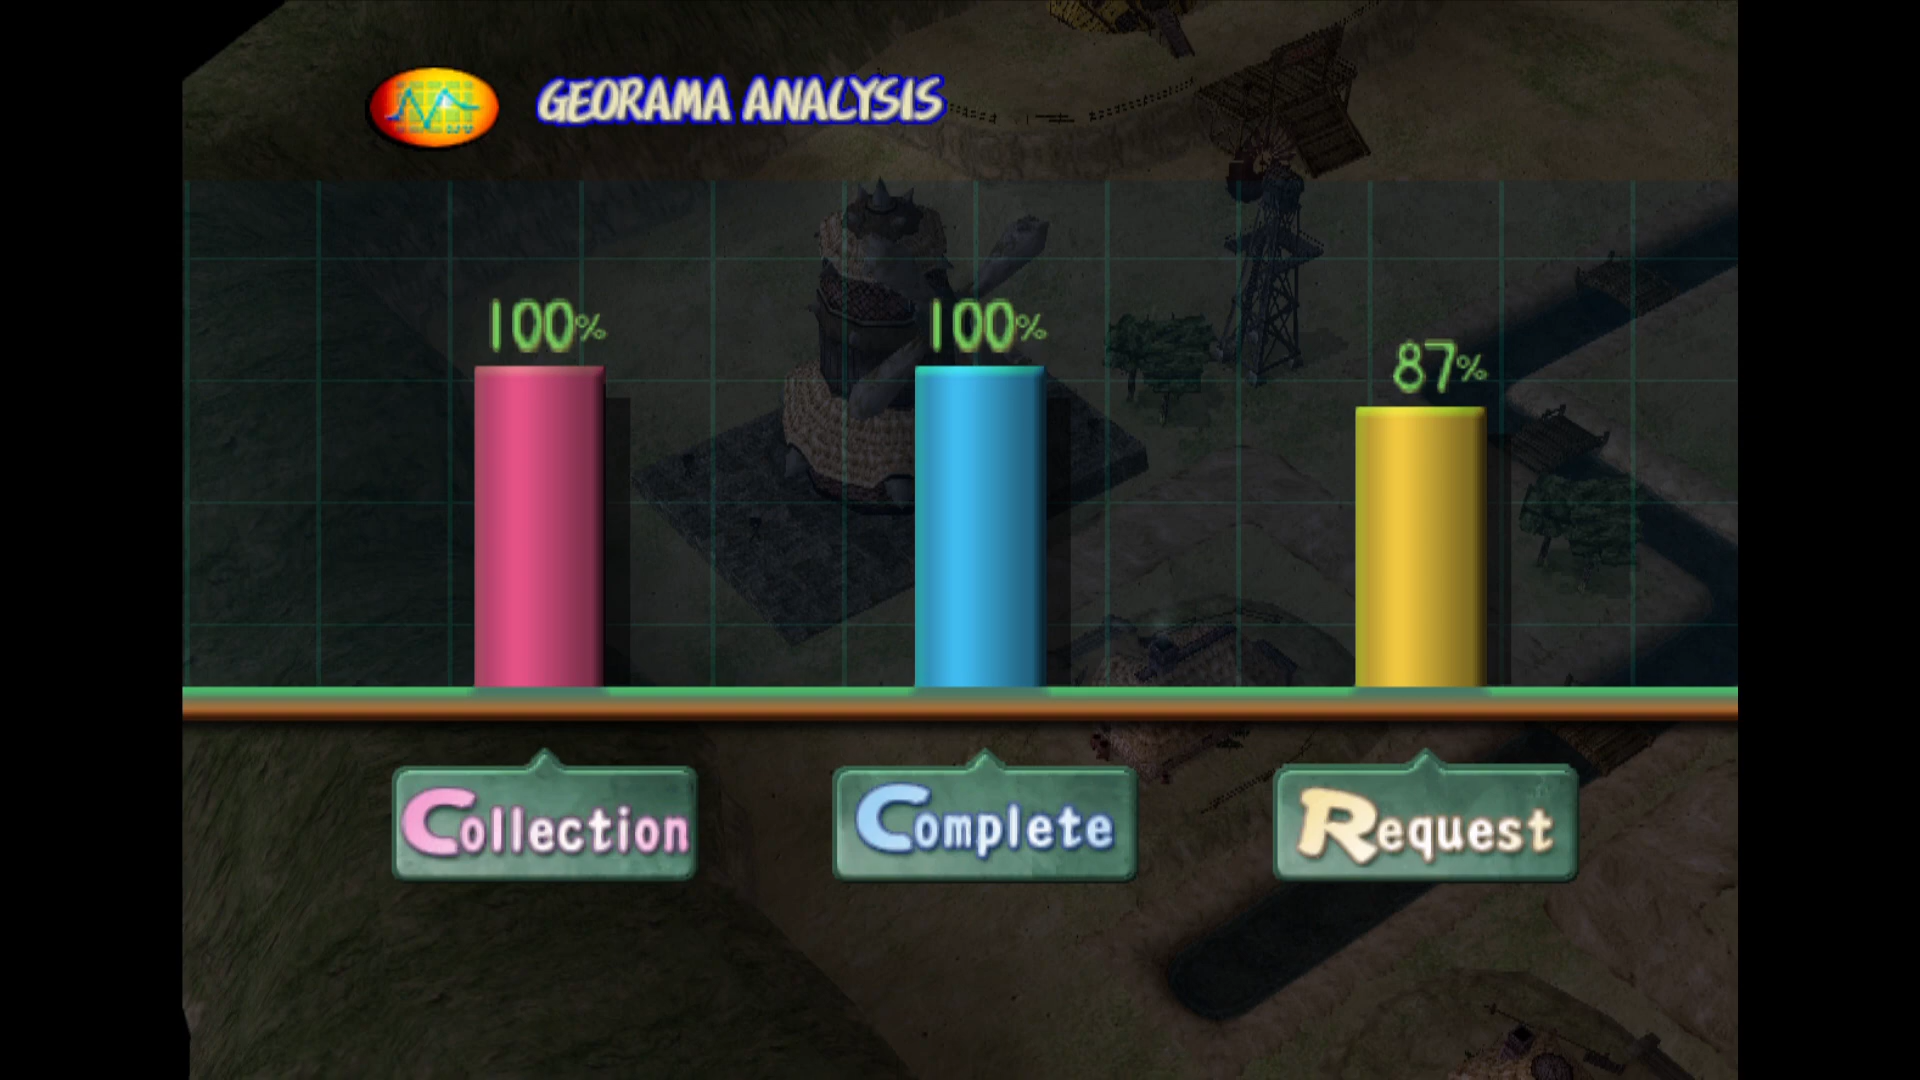 GEORAMA ANALYSIS
100%
100%
87%
Collection
Complete
Request